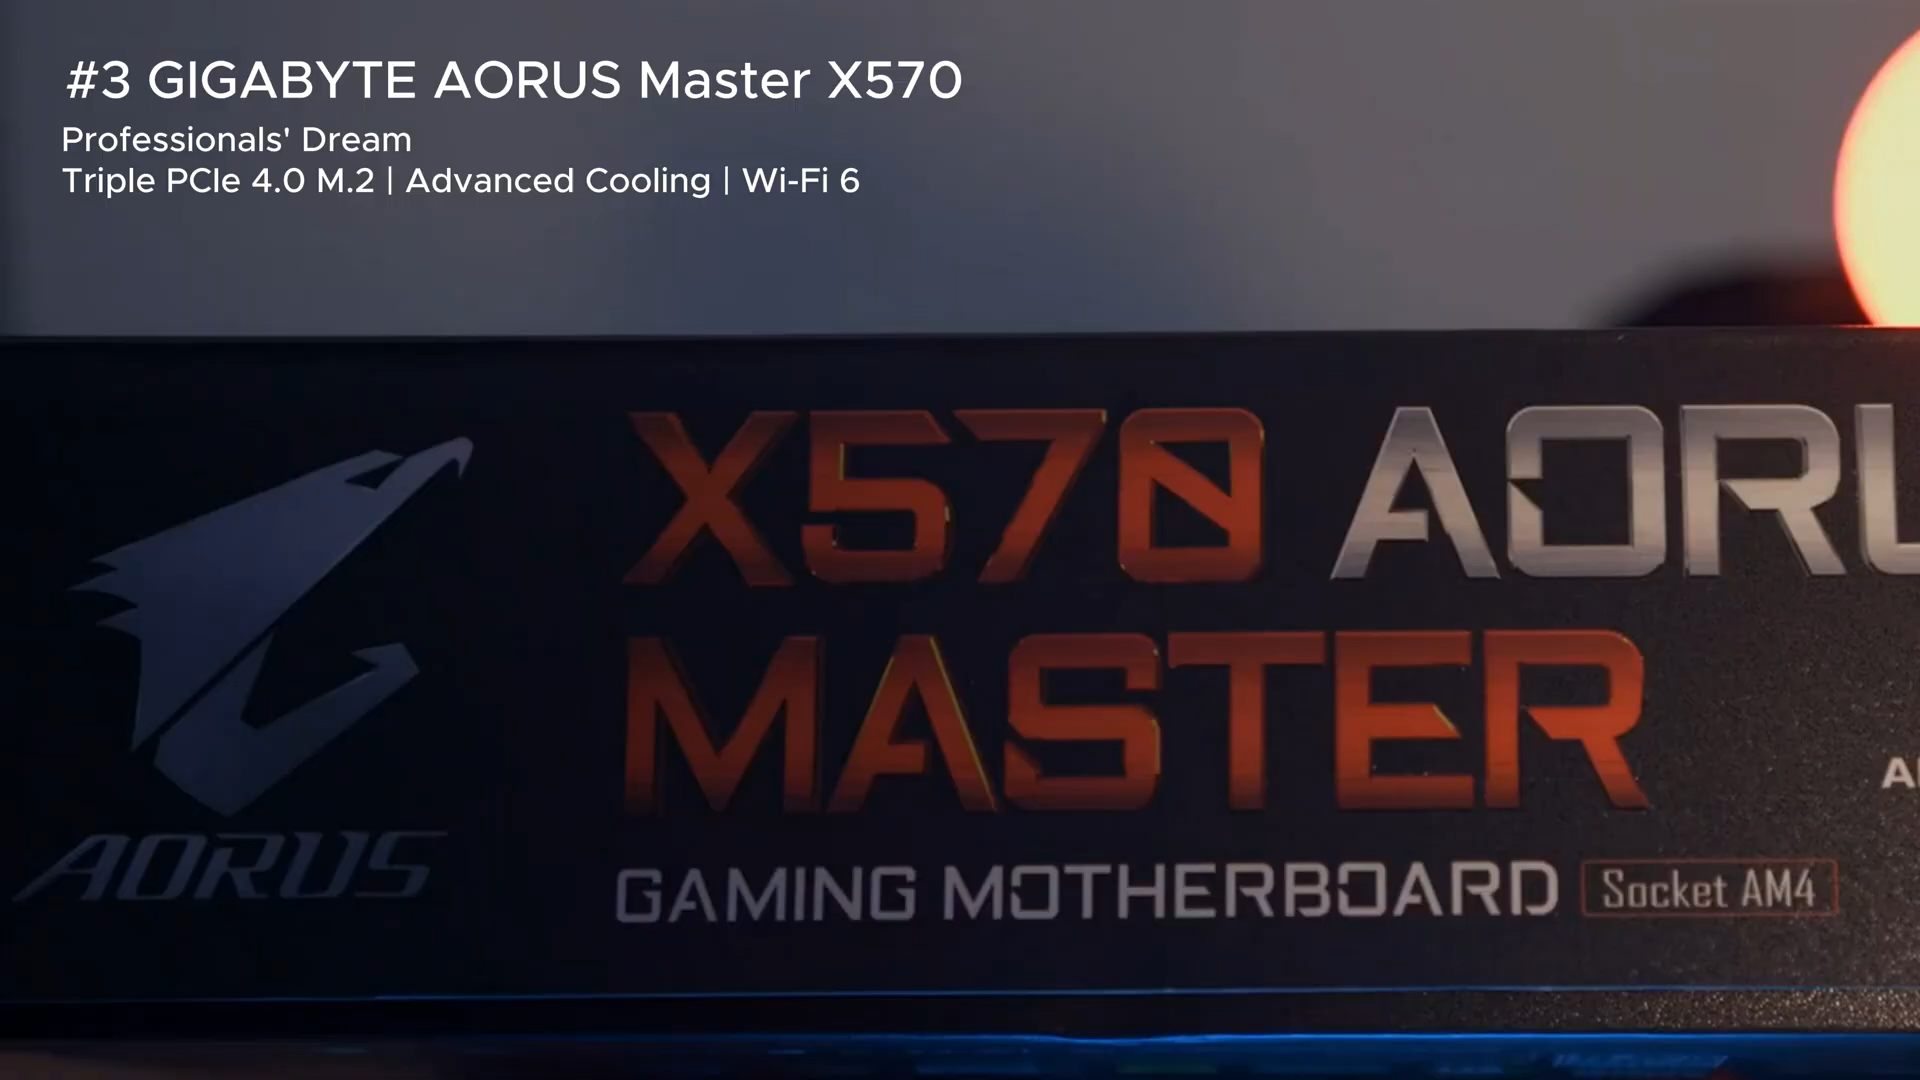 #3 GIGABYTE AORUS Master X570
Professionals' Dream
Triple PCIe 4.0 M.2 | Advanced Cooling | Wi-Fi 6
X570 AORU
MASTER
GAMING MOTHERBOARD Socket AM4
AORUS